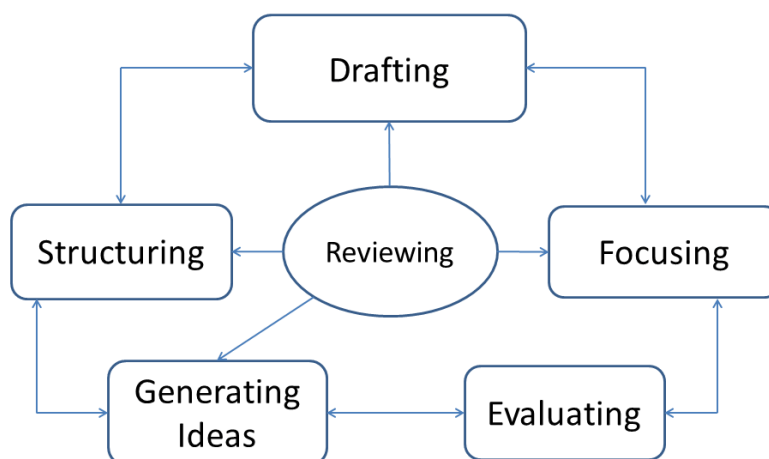 Drafting
Structuring
Reviewing
Focusing
Generating
Ideas
Evaluating